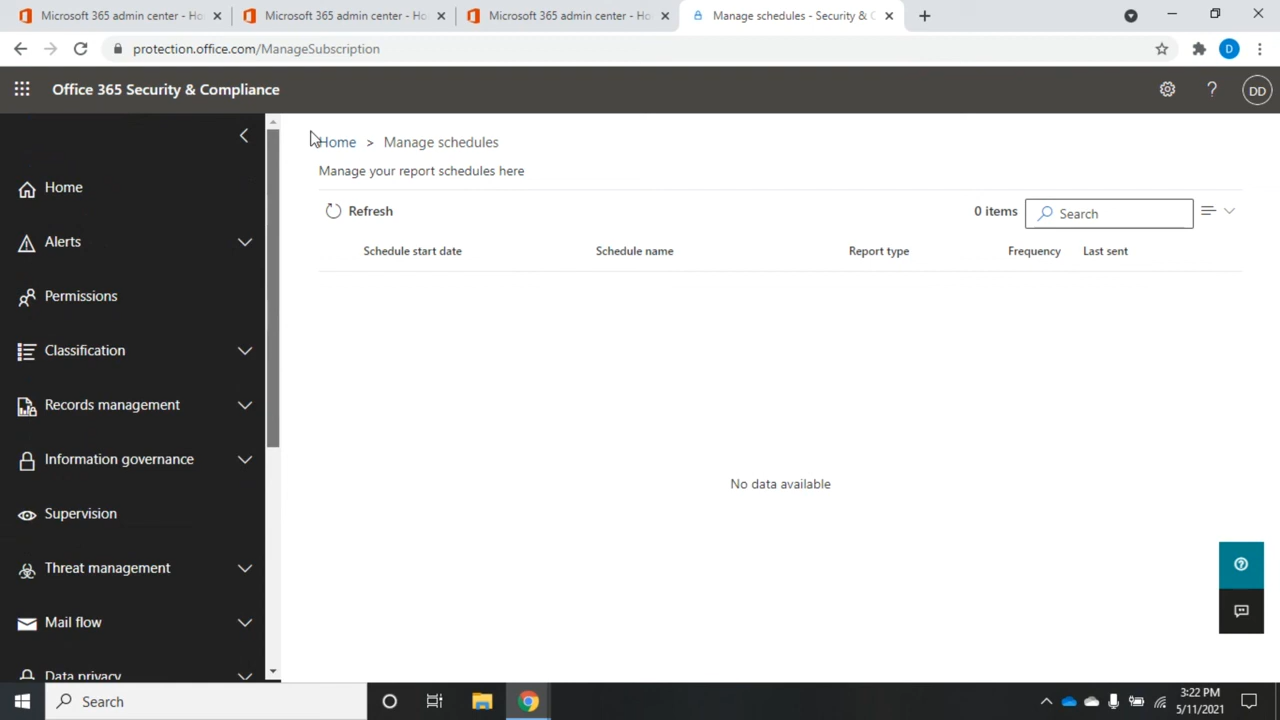 Microsoft 365 admin center - Ho
Microsoft 365 admin center - Ho
Microsoft 365 admin center - Ho
Manage schedules - Security & C
protection.office.com/ManageSubscription
D
Office 365 Security & Compliance
?
DD
Home > Manage schedules
Manage your report schedules here
Refresh
0 items
Search
Schedule start date
Schedule name
Report type
Frequency
Last sent
No data available
Home
Alerts
Permissions
Classification
Records management
Information governance
Supervision
Threat management
Mail flow
Data privacy
Search
3:22 PM
5/11/2021